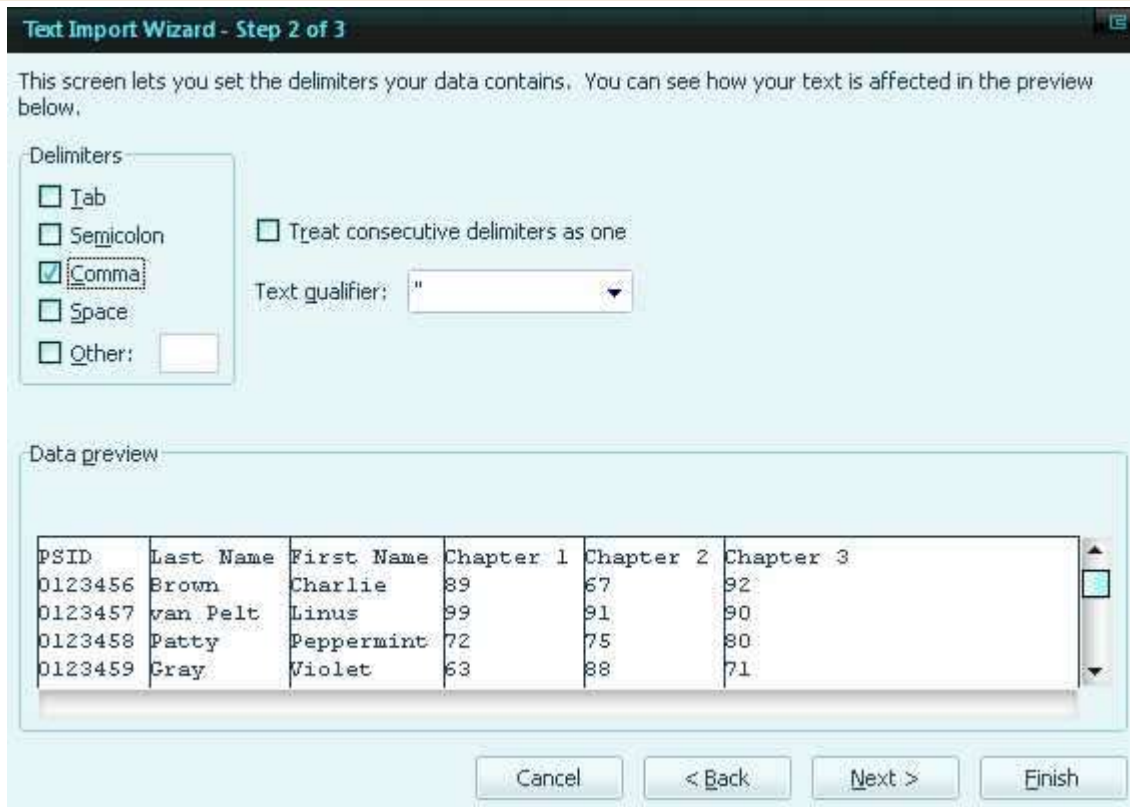 Text Import Wizard - Step 2 of 3
This screen lets you set the delimiters your data contains.  You can see how your text is affected in the preview
below.
Delimiters
Tab
Semicolon
Comma
Space
Other:
Treat consecutive delimiters as one
Text qualifier: "
Data preview
PSID Last Name First Name Chapter 1 Chapter 2 Chapter 3
0123456 Brown Charlie 89 67 92
0123457 van Pelt Linus 99 91 90
0123458 Patty Peppermint 72 75 80
0123459 Gray Violet 63 88 71
Cancel < Back Next > Finish